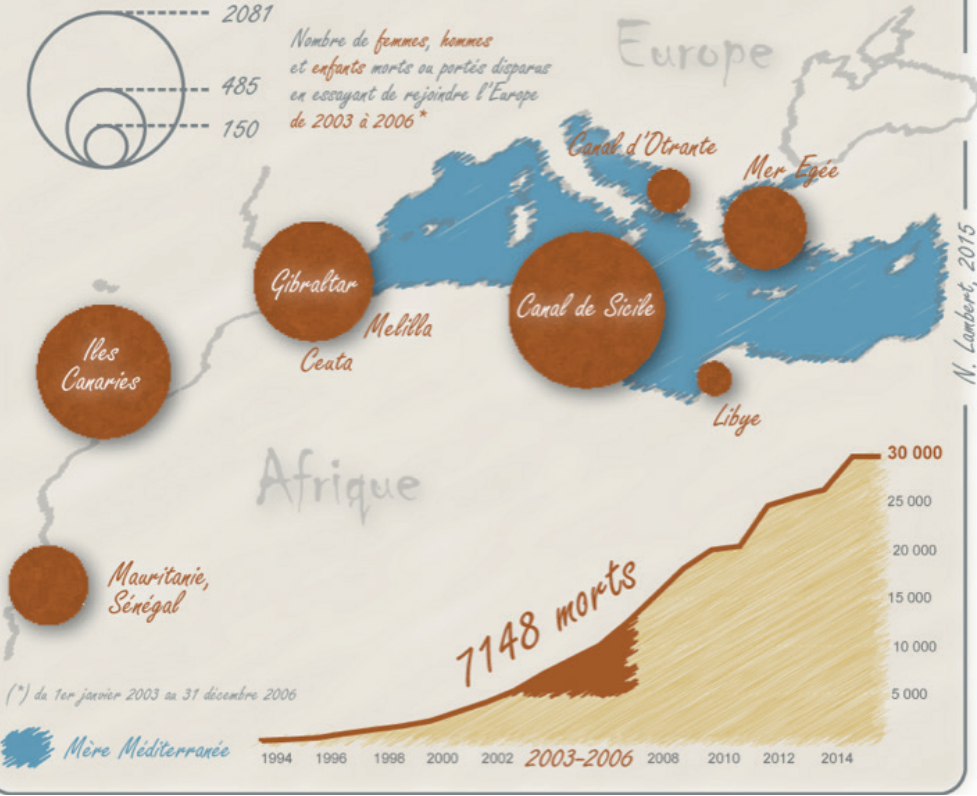 2081
485
150
Nombre de femmes, hommes
et enfants morts ou portés disparus
en essayant de rejoindre l'Europe
de 2003 à 2006*
Europe
Canal d'Otrante
Mer Egée
Gibraltar
Canal de Sicile
Melilla
Ceuta
Iles
Canaries
Libye
N. Lambert, 2015
Afrique
Mauritanie,
Sénégal
7148 morts
30 000
25 000
20 000
15 000
10 000
5 000
(*) du 1er janvier 2003 au 31 décembre 2006
Mère Méditerranée
1994 1996 1998 2000 2002 2003-2006 2008 2010 2012 2014